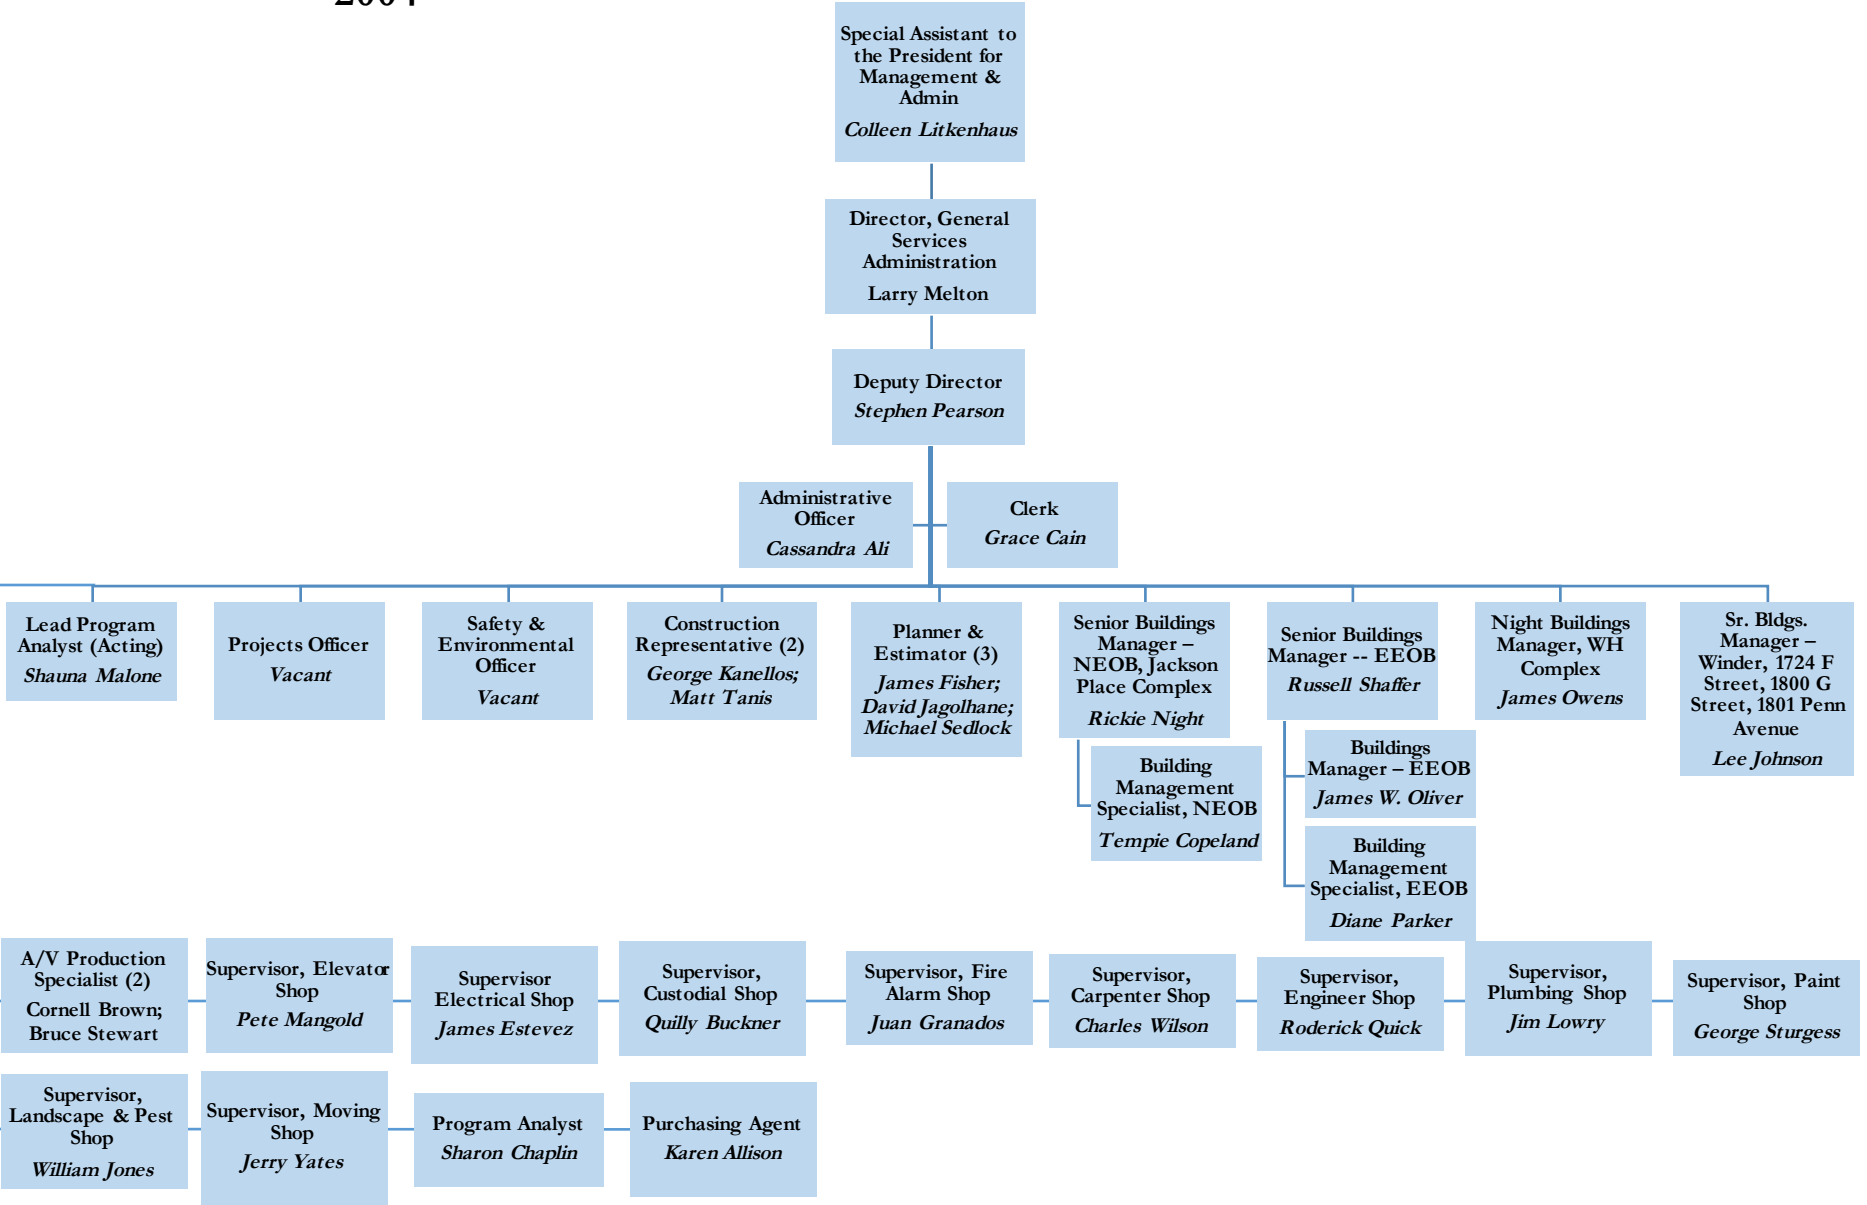 2004
Special Assistant to
the President for
Management &
Admin
Colleen Litkenhaus
Director, General
Services
Administration
Larry Melton
Deputy Director
Stephen Pearson
Administrative
Officer
Cassandra Ali
Clerk
Grace Cain
Lead Program
Analyst (Acting)
Shauna Malone
Projects Officer
Vacant
Safety &
Environmental
Officer
Vacant
Construction
Representative (2)
George Kanellos;
Matt Tanis
Planner &
Estimator (3)
James Fisher;
David Jagolhane;
Michael Sedlock
Senior Buildings
Manager –
NEOB, Jackson
Place Complex
Rickie Night
Building
Management
Specialist, NEOB
Tempie Copeland
Senior Buildings
Manager -- EEOB
Russell Shaffer
Buildings
Manager – EEOB
James W. Oliver
Building
Management
Specialist, EEOB
Diane Parker
Night Buildings
Manager, WH
Complex
James Owens
Sr. Bldgs.
Manager –
Winder, 1724 F
Street, 1800 G
Street, 1801 Penn
Avenue
Lee Johnson
A/V Production
Specialist (2)
Cornell Brown;
Bruce Stewart
Supervisor, Elevator
Shop
Pete Mangold
Supervisor
Electrical Shop
James Estevez
Supervisor,
Custodial Shop
Quilly Buckner
Supervisor, Fire
Alarm Shop
Juan Granados
Supervisor,
Carpenter Shop
Charles Wilson
Supervisor,
Engineer Shop
Roderick Quick
Supervisor,
Plumbing Shop
Jim Lowry
Supervisor, Paint
Shop
George Sturgess
Supervisor,
Landscape & Pest
Shop
William Jones
Supervisor, Moving
Shop
Jerry Yates
Program Analyst
Sharon Chaplin
Purchasing Agent
Karen Allison